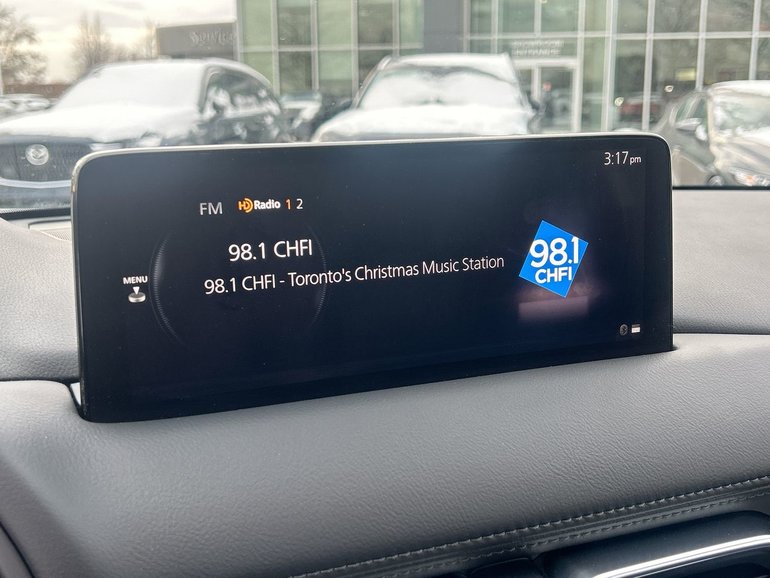 3:17 pm
FM HD Radio 1 2
98.1 CHFI
98.1 CHFI - Toronto's Christmas Music Station
98.1
CHFI
MENU